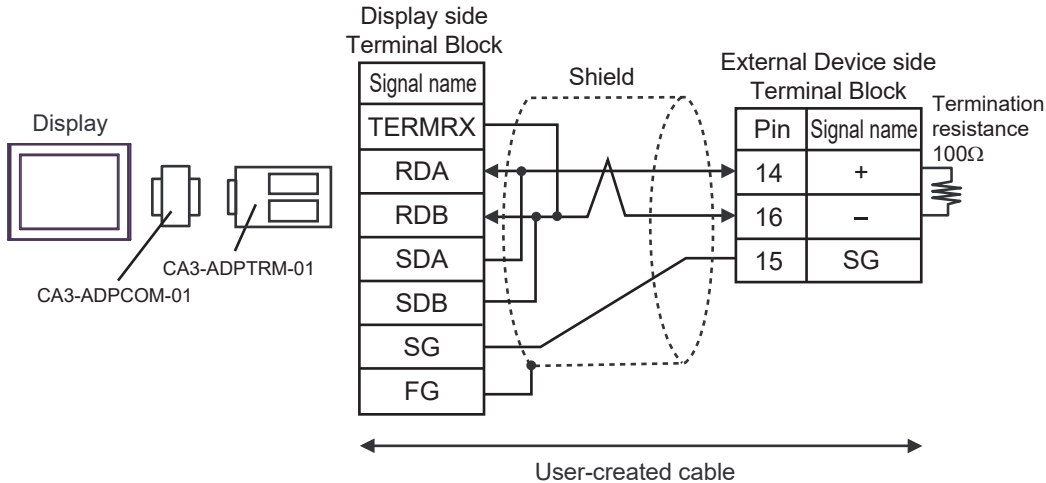 Display side
Terminal Block
Signal name
TERMRX
RDA
RDB
SDA
SDB
SG
FG
Shield
External Device side
Terminal Block
Pin Signal name
14 +
16 –
15 SG
Termination
resistance
100Ω
Display
CA3-ADPTRM-01
CA3-ADPCOM-01
User-created cable